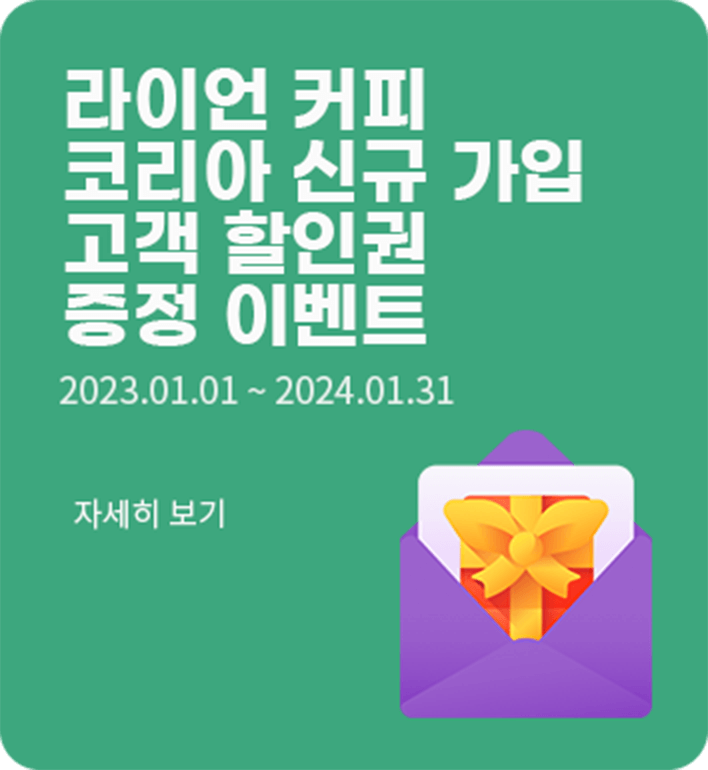 라이언 커피
코리아 신규 가입
고객 할인권
증정 이벤트
2023.01.01 ~ 2024.01.31
자세히 보기